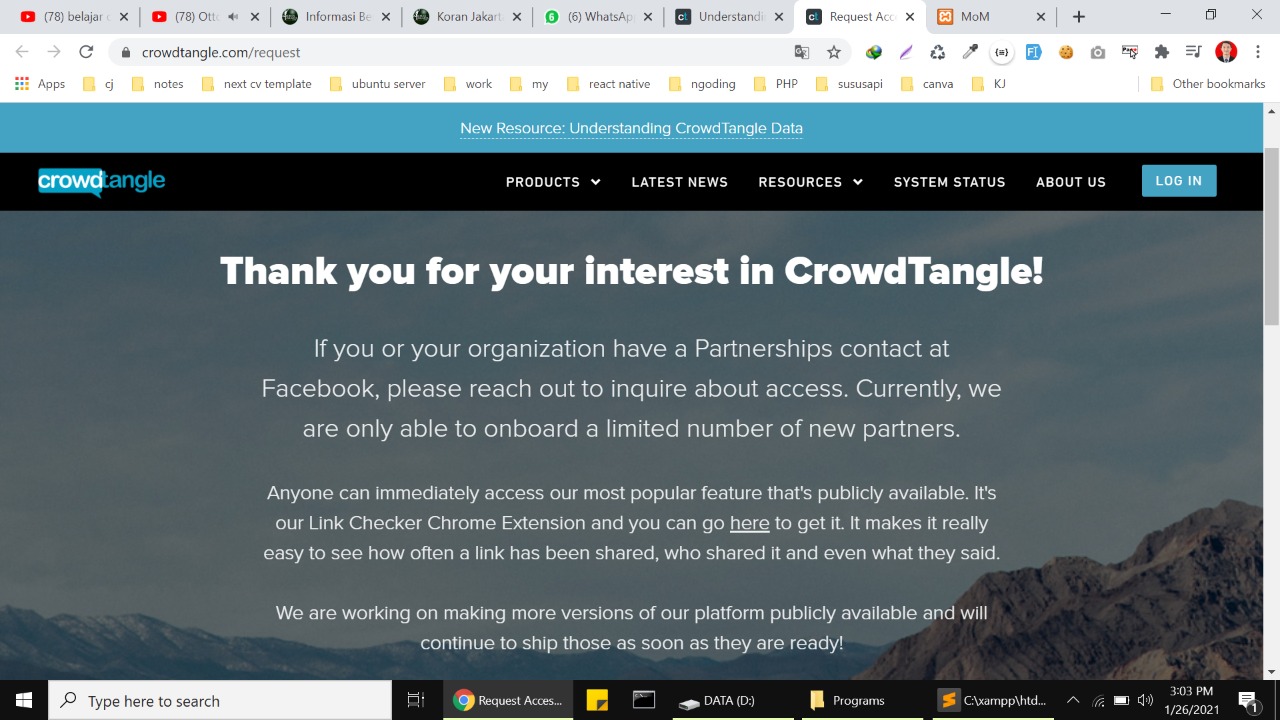 (78) belajar c
(78) Otto
Informasi Be
Koran Jakart
6
(6) WhatsAp
Understandi
Request Acc
MoM
crowdtangle.com/request
Apps
cj
notes
next cv template
ubuntu server
work
my
react native
ngoding
PHP
sususapi
canva
KJ
Other bookmarks
New Resource: Understanding CrowdTangle Data
crowdtangle
PRODUCTS
LATEST NEWS
RESOURCES
SYSTEM STATUS
ABOUT US
LOG IN
Thank you for your interest in CrowdTangle!
If you or your organization have a Partnerships contact at
Facebook, please reach out to inquire about access. Currently, we
are only able to onboard a limited number of new partners.
Anyone can immediately access our most popular feature that's publicly available. It's
our Link Checker Chrome Extension and you can go here to get it. It makes it really
easy to see how often a link has been shared, who shared it and even what they said.
We are working on making more versions of our platform publicly available and will
continue to ship those as soon as they are ready!
Type here to search
Request Acces...
DATA (D:)
Programs
C:\xampp\htd...
3:03 PM
1/26/2021
1